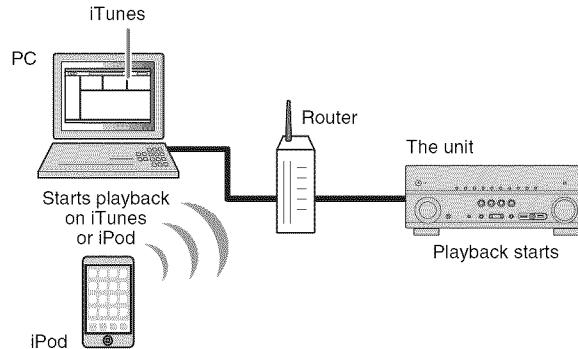 iTunes
PC
Router
The unit
Starts playback
on iTunes
or iPod
Playback starts
iPod